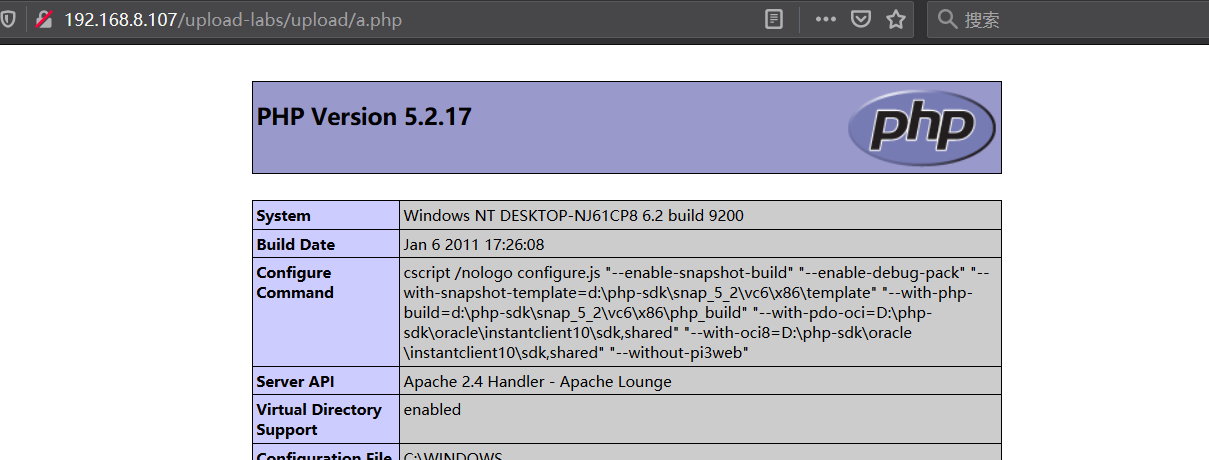 192.168.8.107/upload-labs/upload/a.php
搜索
PHP Version 5.2.17
php
System
Windows NT DESKTOP-NJ61CP8 6.2 build 9200
Build Date
Jan 6 2011 17:26:08
Configure
Command
cscript /nologo configure.js "--enable-snapshot-build" "--enable-debug-pack" "--
with-snapshot-template=d:\php-sdk\snap_5_2\vc6\x86\template" "--with-php-
build=d:\php-sdk\snap_5_2\vc6\x86\php_build" "--with-pdo-oci=D:\php-
sdk\oracle\instantclient10\sdk,shared" "--with-oci8=D:\php-sdk\oracle
\instantclient10\sdk,shared" "--without-pi3web"
Server API
Apache 2.4 Handler - Apache Lounge
Virtual Directory
Support
enabled
Configuration File
C:\WINDOWS